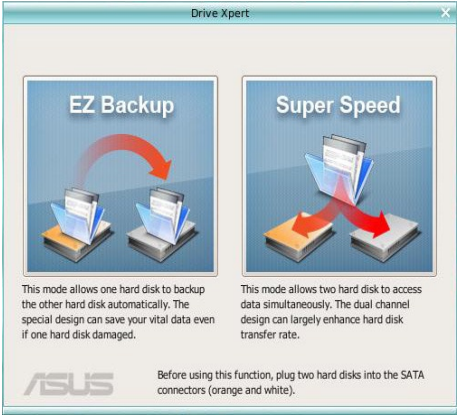 Drive Xpert
X
EZ Backup
Super Speed
This mode allows one hard disk to backup
the other hard disk automatically. The
special design can save your vital data even
if one hard disk damaged.
This mode allows two hard disk to access
data simultaneously. The dual channel
design can largely enhance hard disk
transfer rate.
ASUS
Before using this function, plug two hard disks into the SATA
connectors (orange and white).